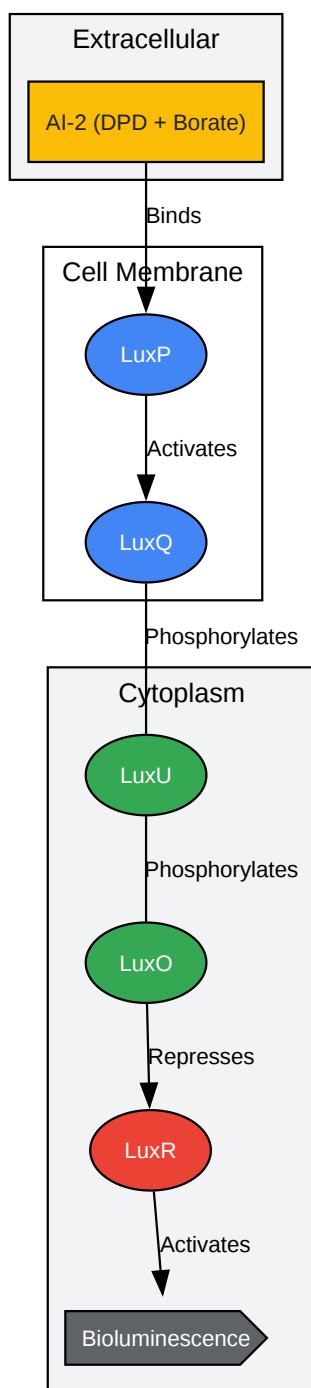 Extracellular
AI-2 (DPD + Borate)
Binds
Cell Membrane
LuxP
Activates
LuxQ
Phosphorylates
Cytoplasm
LuxU
Phosphorylates
LuxO
Represses
LuxR
Activates
Bioluminescence